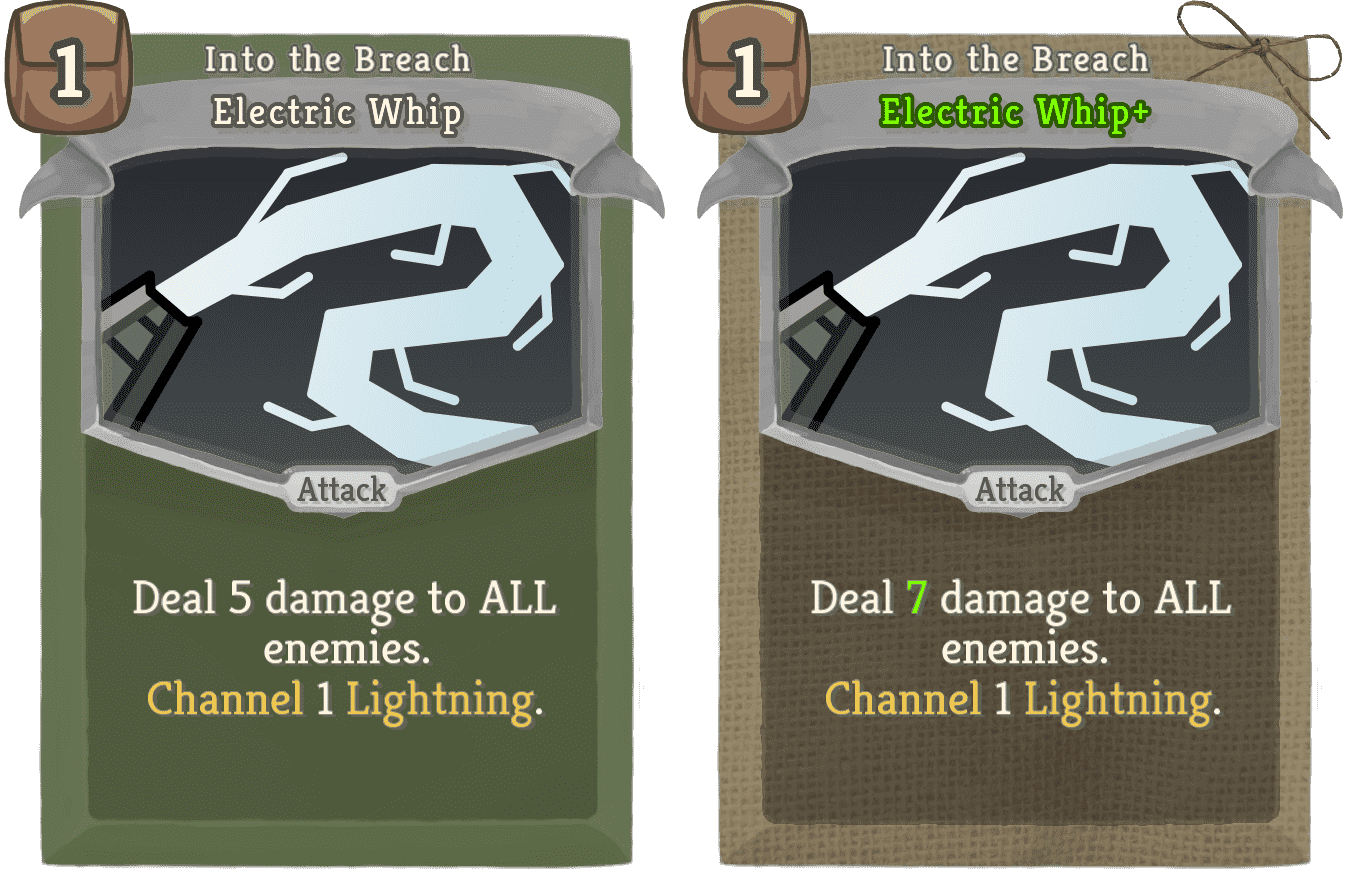 1
Into the Breach
Electric Whip
Attack
Deal 5 damage to ALL
enemies.
Channel 1 Lightning.
1
Into the Breach
Electric Whip+
Attack
Deal 7 damage to ALL
enemies.
Channel 1 Lightning.